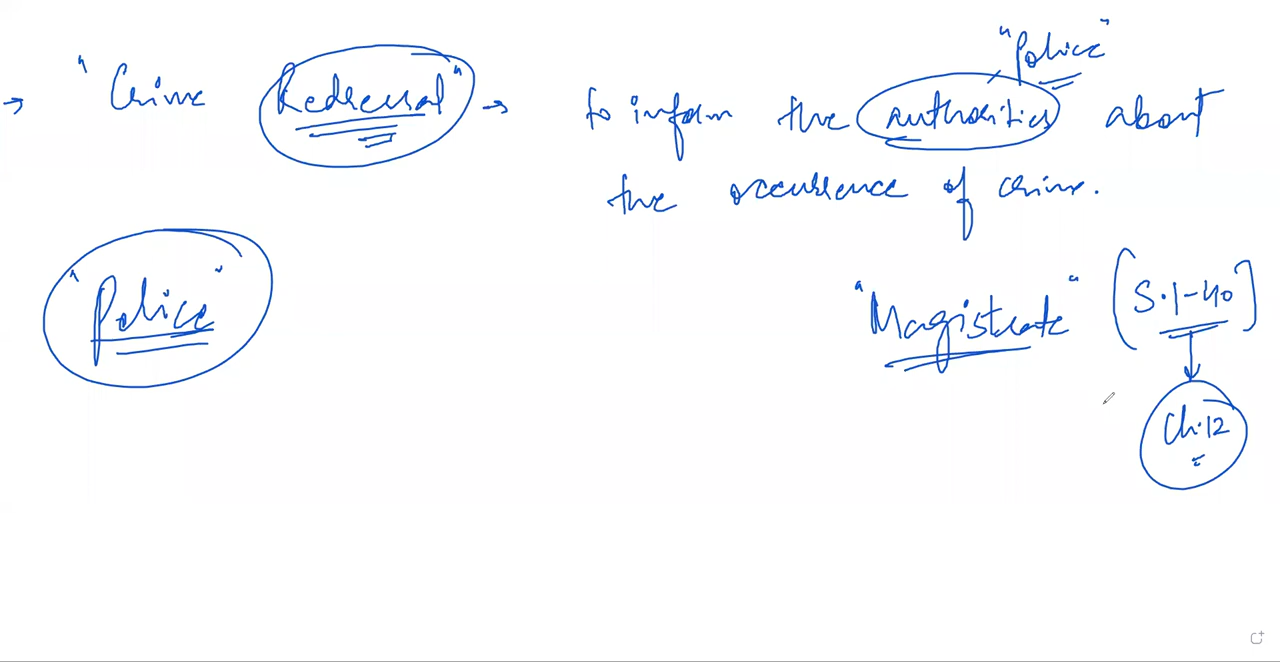 "Police"
→ "Crime Redressal" → to inform the authorities about
the occurrence of crime.
"Police"
"Magistrate" [S.1-40]
Ch.12